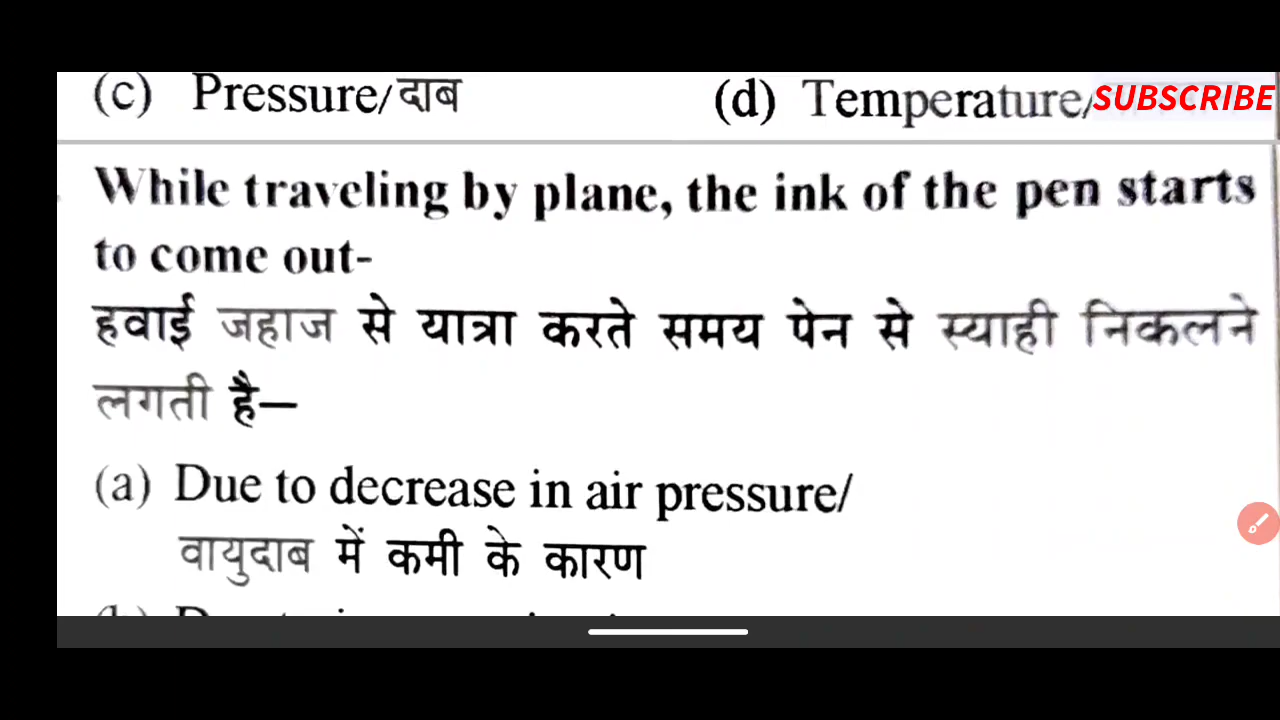 (c) Pressure/दाब (d) Temperature/
SUBSCRIBE
While traveling by plane, the ink of the pen starts
to come out-
हवाई जहाज से यात्रा करते समय पेन से स्याही निकलने
लगती है—
(a) Due to decrease in air pressure/
वायुदाब में कमी के कारण